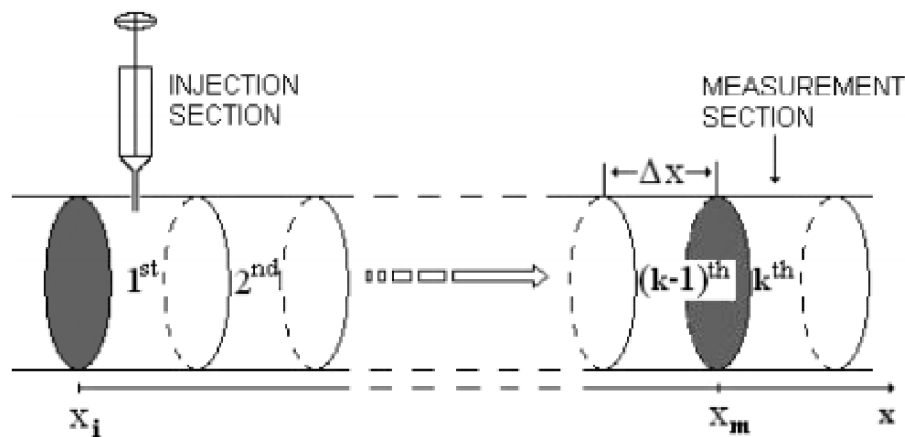 INJECTION
SECTION
MEASUREMENT
SECTION
Δx
1st
2nd
(k-1)th
kth
xi
xm
x